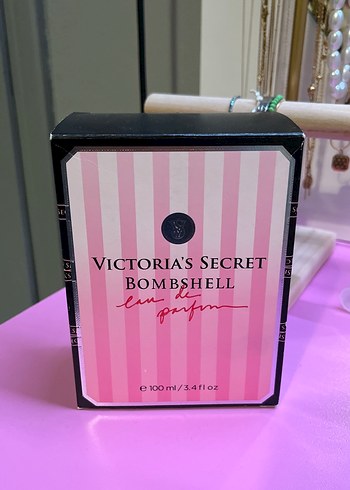 VICTORIA'S SECRET
BOMBSHELL
eau de
parfum
℮ 100 ml / 3.4 fl oz